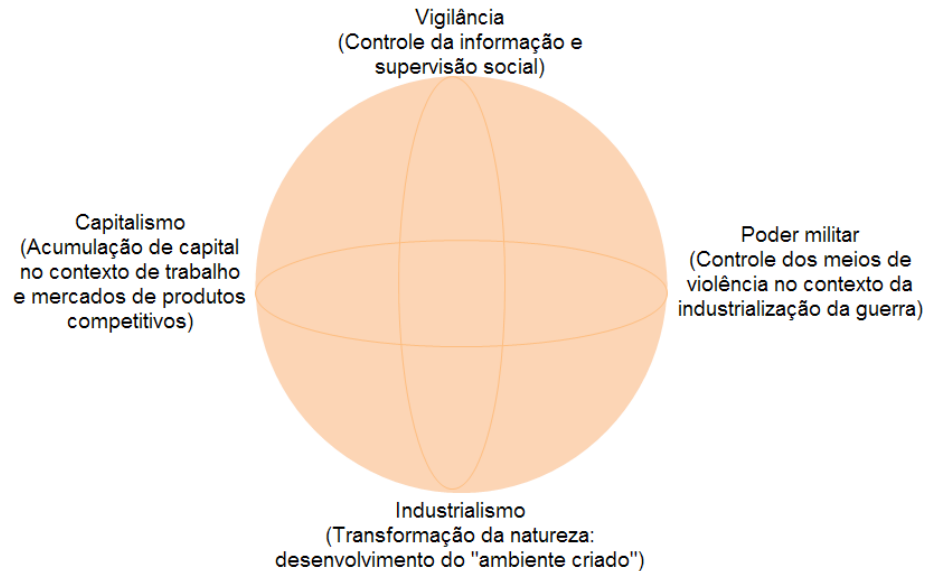 Vigilância
(Controle da informação e
supervisão social)
Capitalismo
(Acumulação de capital
no contexto de trabalho
e mercados de produtos
competitivos)
Poder militar
(Controle dos meios de
violência no contexto da
industrialização da guerra)
Industrialismo
(Transformação da natureza:
desenvolvimento do "ambiente criado")